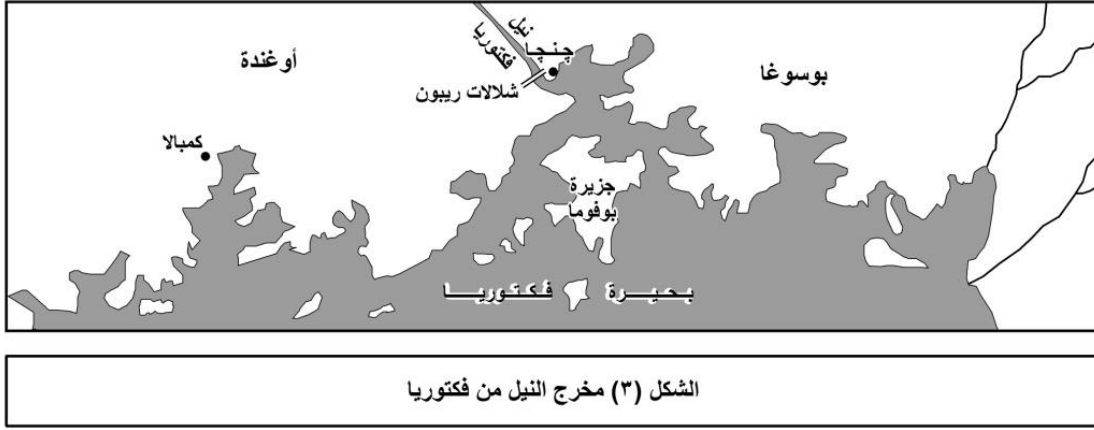 نيل
فكتوريا
چنچا
أوغندة
بوسوغا
شلالات ريبون
كمبالا
جزيرة
بوفوما
بحيرة فكتوريا
الشكل (٣) مخرج النيل من فكتوريا